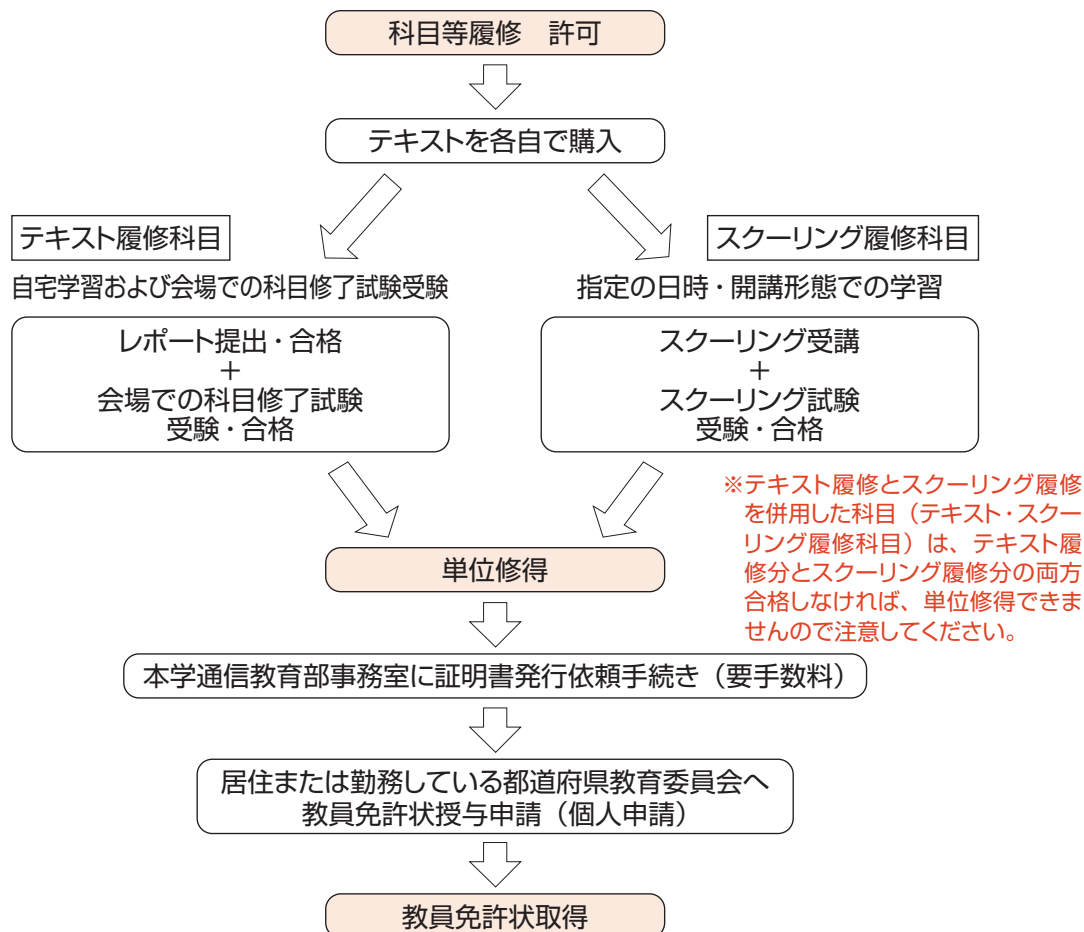 科目等履修　許可
テキストを各自で購入
テキスト履修科目
自宅学習および会場での科目修了試験受験
レポート提出・合格
＋
会場での科目修了試験
受験・合格
スクーリング履修科目
指定の日時・開講形態での学習
スクーリング受講
＋
スクーリング試験
受験・合格
※テキスト履修とスクーリング履修
を併用した科目（テキスト・スクー
リング履修科目）は、テキスト履
修分とスクーリング履修分の両方
合格しなければ、単位修得できま
せんので注意してください。
単位修得
本学通信教育部事務室に証明書発行依頼手続き（要手数料）
居住または勤務している都道府県教育委員会へ
教員免許状授与申請（個人申請）
教員免許状取得